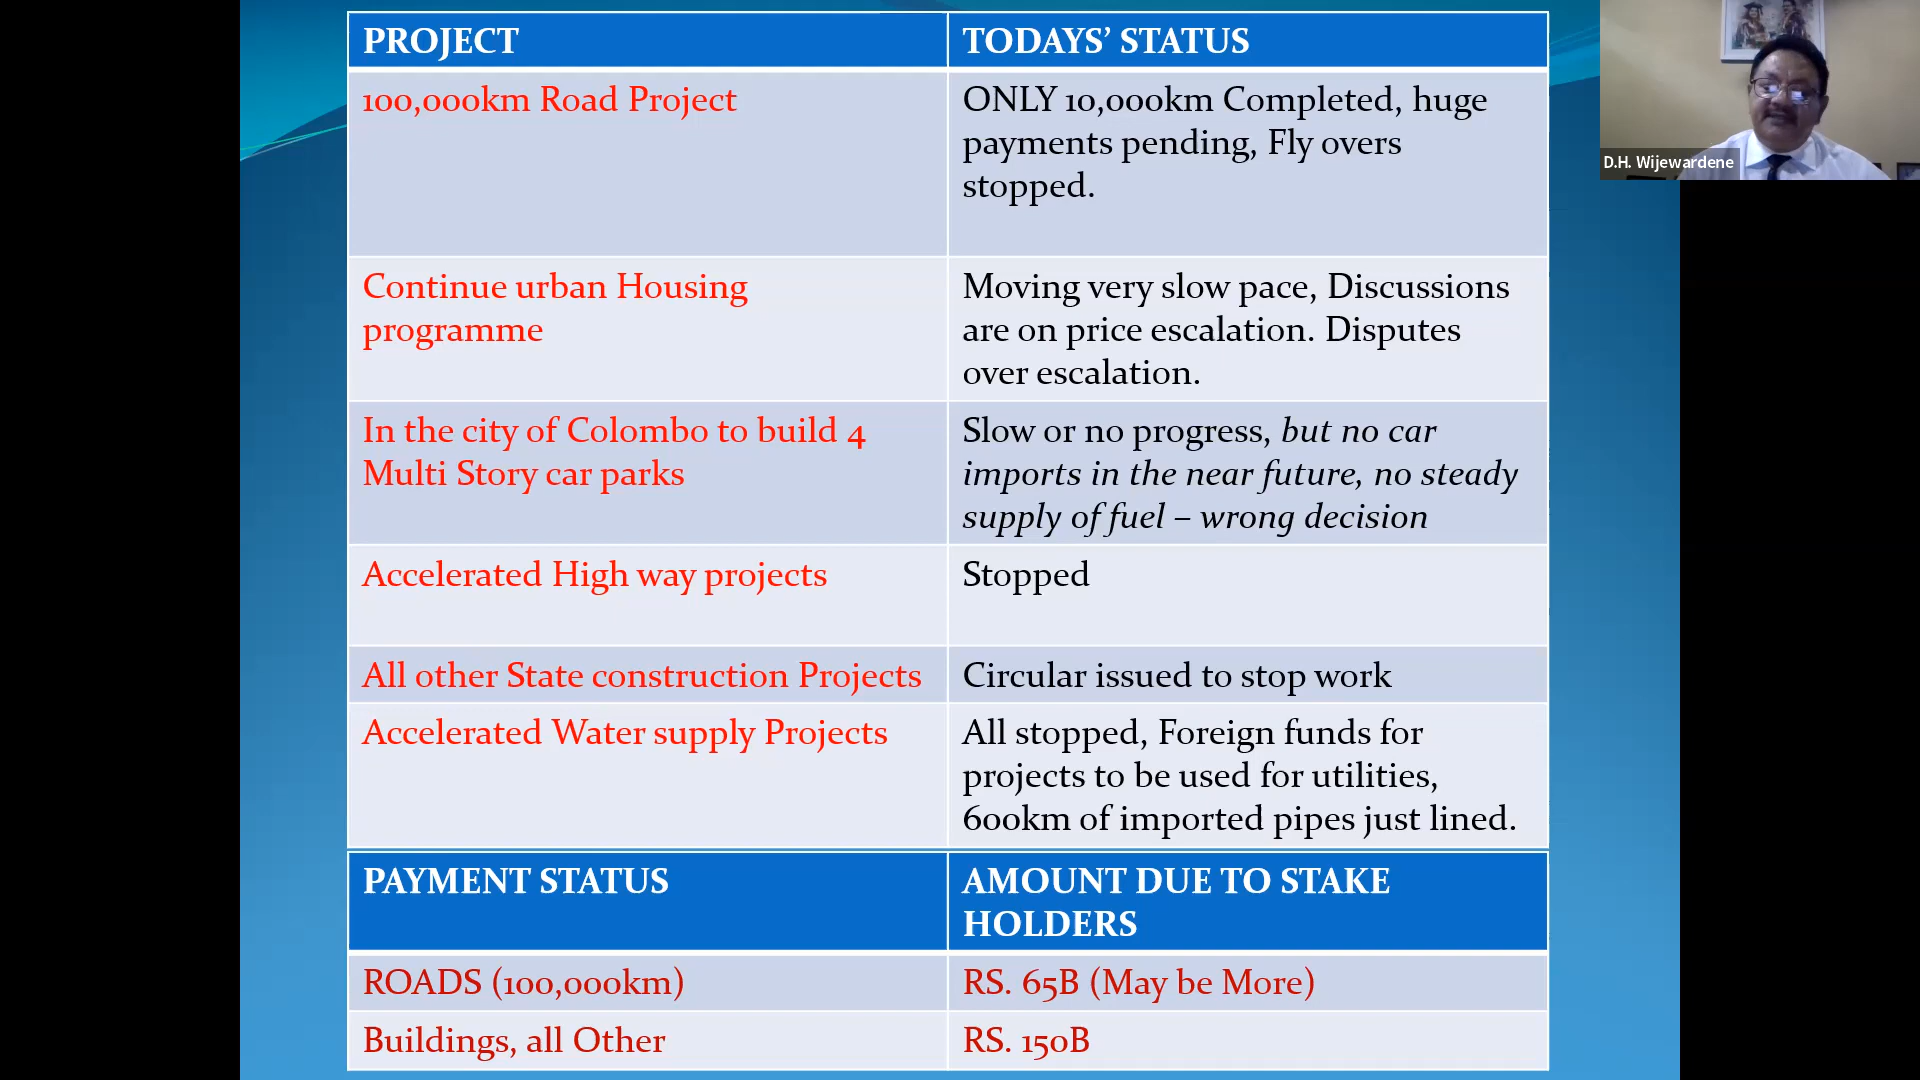 PROJECT
TODAYS’ STATUS
100,000km Road Project
ONLY 10,000km Completed, huge
payments pending, Fly overs
stopped.
Continue urban Housing
programme
Moving very slow pace, Discussions
are on price escalation. Disputes
over escalation.
In the city of Colombo to build 4
Multi Story car parks
Slow or no progress, but no car
imports in the near future, no steady
supply of fuel – wrong decision
Accelerated High way projects
Stopped
All other State construction Projects
Circular issued to stop work
Accelerated Water supply Projects
All stopped, Foreign funds for
projects to be used for utilities,
600km of imported pipes just lined.
PAYMENT STATUS
AMOUNT DUE TO STAKE
HOLDERS
ROADS (100,000km)
RS. 65B (May be More)
Buildings, all Other
RS. 150B
D.H. Wijewardene